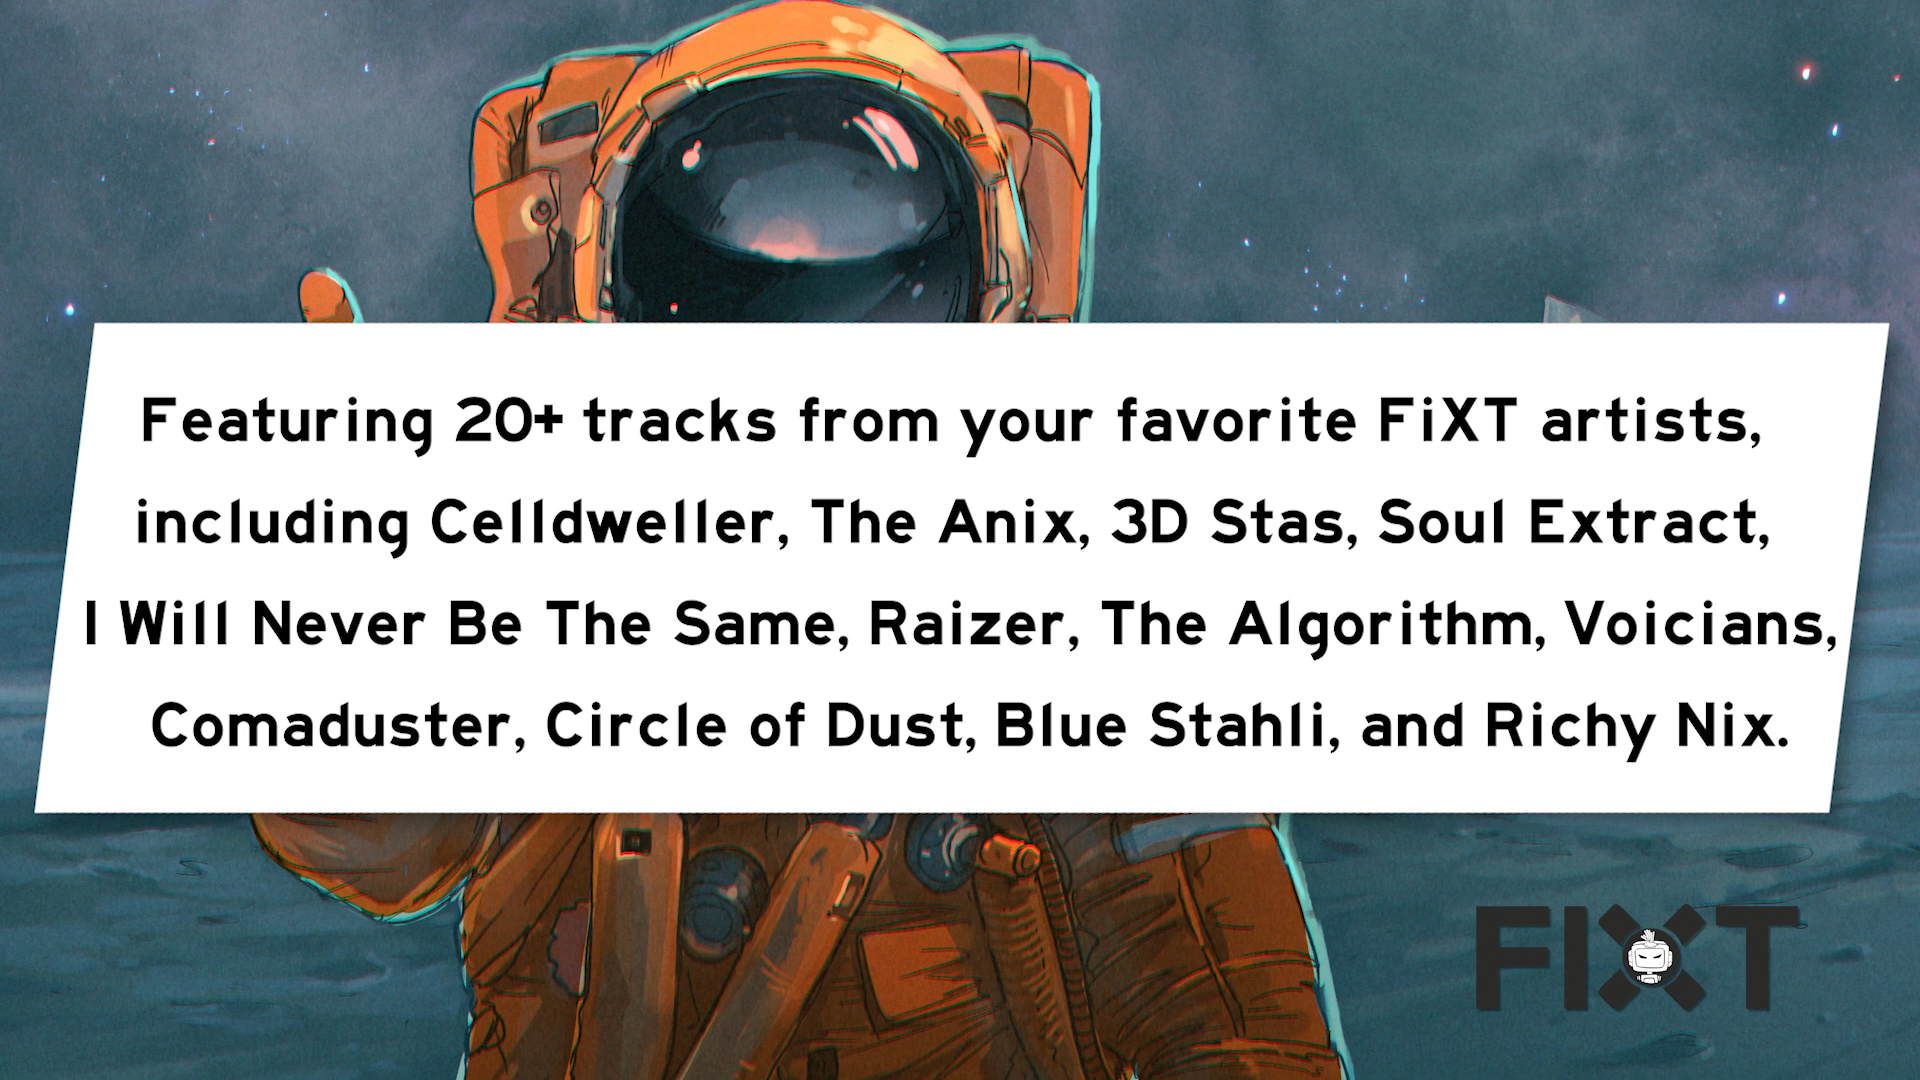 Featuring 20+ tracks from your favorite FiXT artists,
including Celldweller, The Anix, 3D Stas, Soul Extract,
I Will Never Be The Same, Raizer, The Algorithm, Voicians,
Comaduster, Circle of Dust, Blue Stahli, and Richy Nix.
FIXT